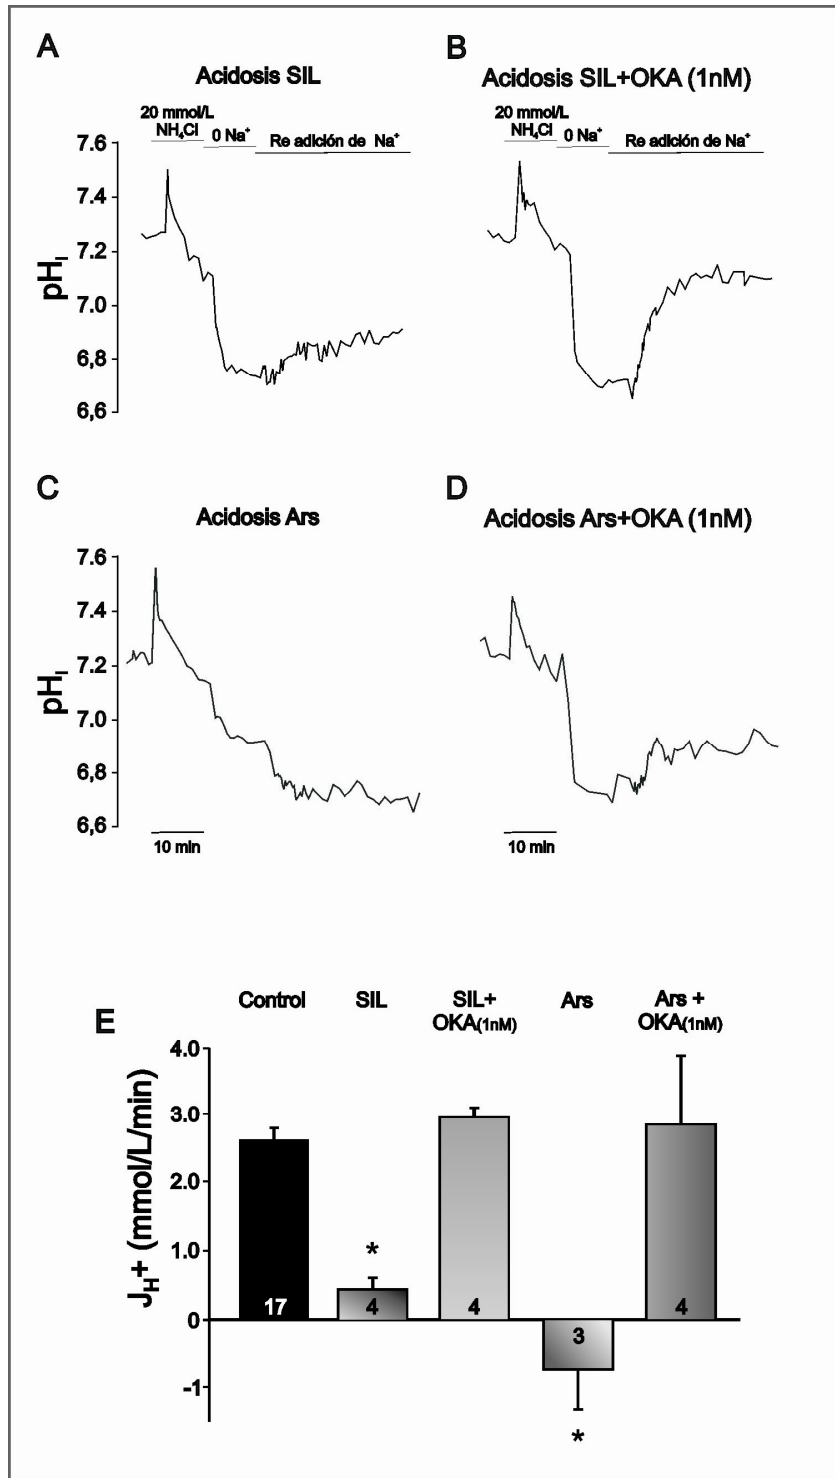 A
Acidosis SIL
20 mmol/L
NH₄Cl
0 Na⁺
Re adición de Na⁺
7.6
7.4
7.2
7.0
6,8
6,6
pHI
B
Acidosis SIL+OKA (1nM)
20 mmol/L
NH₄Cl
0 Na⁺
Re adición de Na⁺
C
Acidosis Ars
7.6
7.4
7.2
7.0
6,8
6,6
pHI
10 min
D
Acidosis Ars+OKA (1nM)
10 min
E
Control
SIL
SIL+
OKA(1nM)
Ars
Ars +
OKA(1nM)
4.0
3.0
2.0
1.0
0
-1
JH+ (mmol/L/min)
17
*
4
4
3
*
4